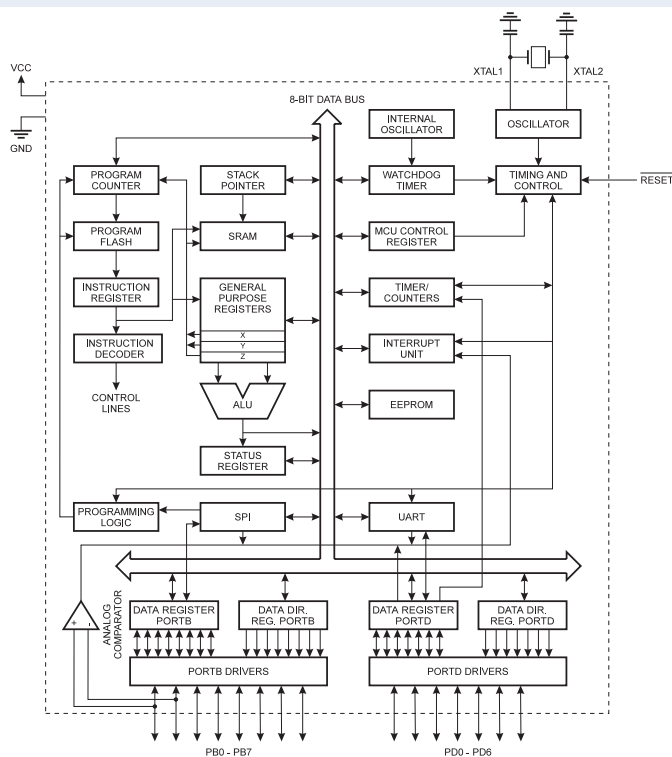 XTAL1
XTAL2
VCC
GND
8-BIT DATA BUS
INTERNAL
OSCILLATOR
OSCILLATOR
PROGRAM
COUNTER
STACK
POINTER
WATCHDOG
TIMER
TIMING AND
CONTROL
RESET
PROGRAM
FLASH
SRAM
MCU CONTROL
REGISTER
INSTRUCTION
REGISTER
GENERAL
PURPOSE
REGISTERS
TIMER/
COUNTERS
X
Y
Z
INSTRUCTION
DECODER
INTERRUPT
UNIT
CONTROL
LINES
ALU
EEPROM
STATUS
REGISTER
PROGRAMMING
LOGIC
SPI
UART
ANALOG
COMPARATOR
+
-
DATA REGISTER
PORTB
DATA DIR.
REG. PORTB
DATA REGISTER
PORTD
DATA DIR.
REG. PORTD
PORTB DRIVERS
PORTD DRIVERS
PB0 - PB7
PD0 - PD6